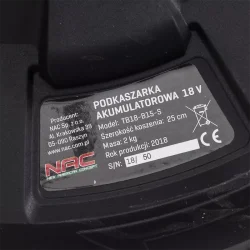 Producent:
NAC Sp. z o.o.
Al. Krakowska 39
05-090 Raszyn
www.nac.com.pl
NAC
PODKASZARKA
AKUMULATOROWA 18 V
Model: TB18-B15-S
Szerokość koszenia: 25 cm
Masa: 2 kg
Rok produkcji: 2018
S/N: 18/ 50